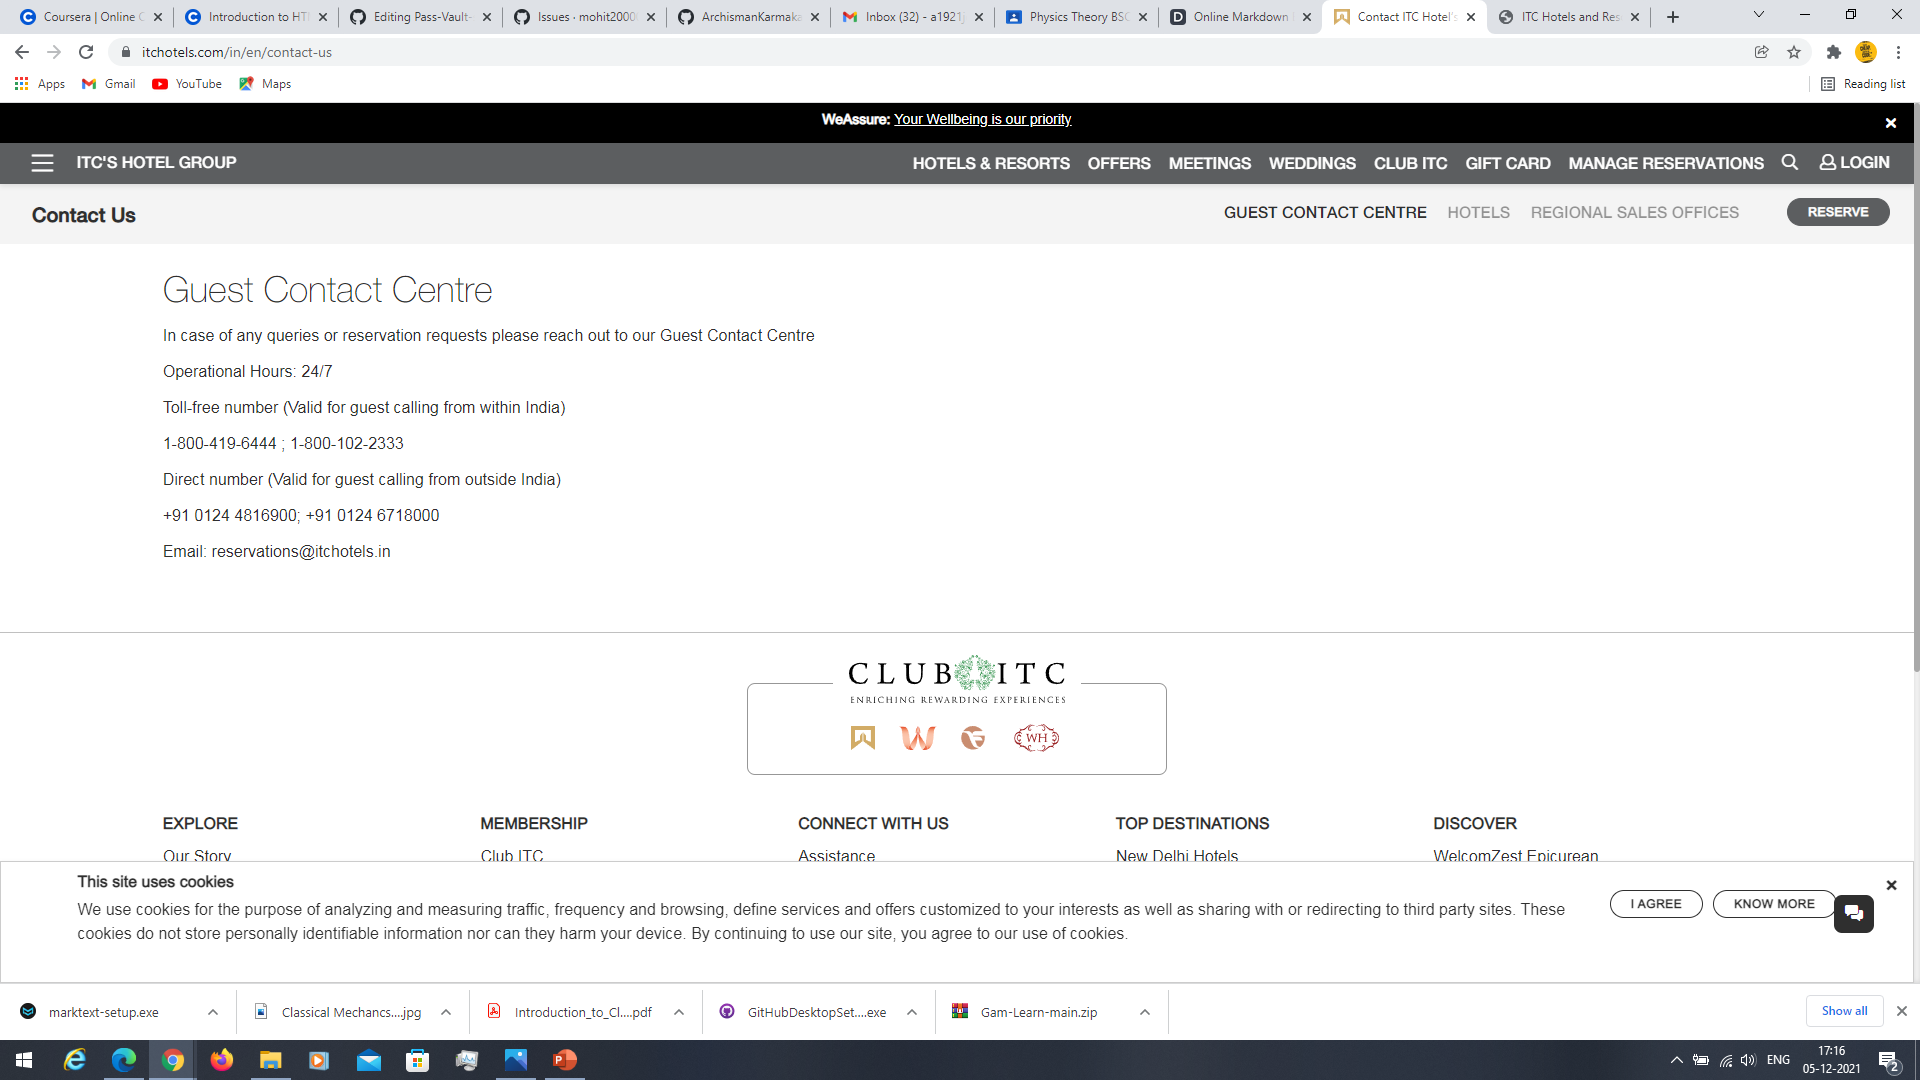 Coursera | Online C
Introduction to HT
Editing Pass-Vault-
Issues · mohit2000
ArchismanKarmaka
Inbox (32) - a1921
Physics Theory BSC
Online Markdown
Contact ITC Hotel's
ITC Hotels and Res
itchotels.com/in/en/contact-us
Apps
Gmail
YouTube
Maps
Reading list
WeAssure: Your Wellbeing is our priority
ITC'S HOTEL GROUP
HOTELS & RESORTS
OFFERS
MEETINGS
WEDDINGS
CLUB ITC
GIFT CARD
MANAGE RESERVATIONS
LOGIN
Contact Us
GUEST CONTACT CENTRE
HOTELS
REGIONAL SALES OFFICES
RESERVE
Guest Contact Centre
In case of any queries or reservation requests please reach out to our Guest Contact Centre
Operational Hours: 24/7
Toll-free number (Valid for guest calling from within India)
1-800-419-6444 ; 1-800-102-2333
Direct number (Valid for guest calling from outside India)
+91 0124 4816900; +91 0124 6718000
Email: reservations@itchotels.in
CLUB ITC
ENRICHING REWARDING EXPERIENCES
WH
EXPLORE
MEMBERSHIP
CONNECT WITH US
TOP DESTINATIONS
DISCOVER
Our Story
Club ITC
Assistance
New Delhi Hotels
WelcomZest Epicurean
This site uses cookies
We use cookies for the purpose of analyzing and measuring traffic, frequency and browsing, define services and offers customized to your interests as well as sharing with or redirecting to third party sites. These
cookies do not store personally identifiable information nor can they harm your device. By continuing to use our site, you agree to our use of cookies.
I AGREE
KNOW MORE
marktext-setup.exe
Classical Mechancs....jpg
Introduction_to_Cl....pdf
GitHubDesktopSet....exe
Gam-Learn-main.zip
Show all
ENG
17:16
05-12-2021
2